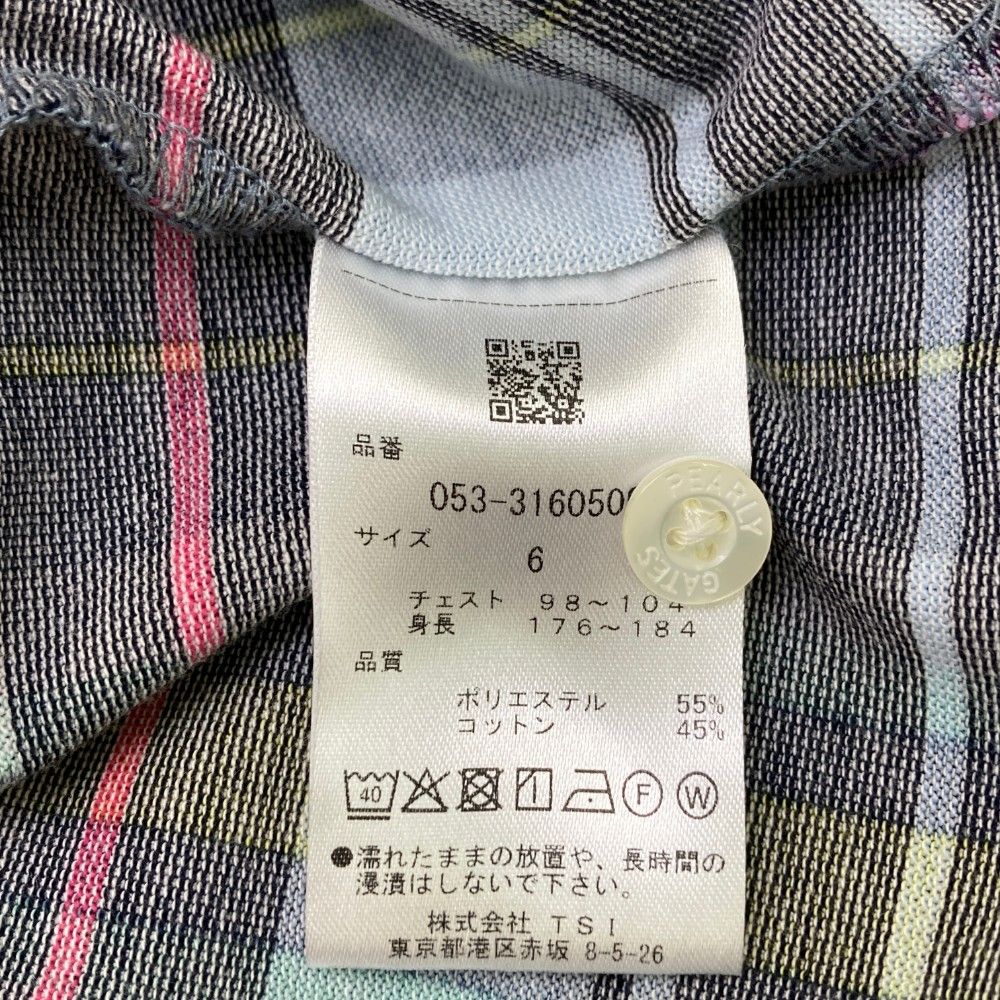 品番
053-316050
サイズ
6
チェスト 98～104
身長 176～184
品質
ポリエステル 55%
コットン 45%
40
F W
●濡れたままの放置や、長時間の
浸漬はしないで下さい。
株式会社 TSI
東京都港区赤坂 8-5-26
PEARLY
GATES